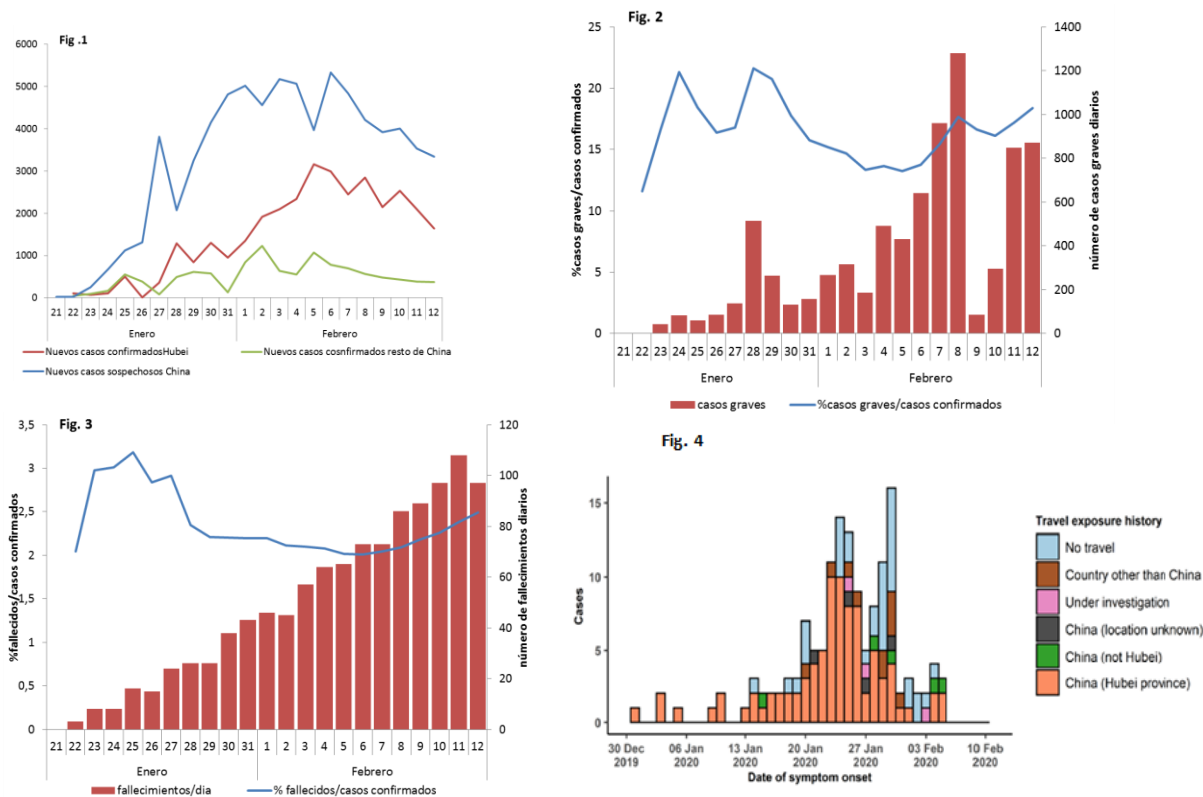 Fig .1
6000
5000
4000
3000
2000
1000
0
21 22 23 24 25 26 27 28 29 30 31 1 2 3 4 5 6 7 8 9 10 11 12
Enero Febrero
Nuevos casos confirmadosHubei Nuevos casos cosnfirmados resto de China
Nuevos casos sospechosos China
Fig. 2
%casos graves/casos confirmados
25
20
15
10
5
0
número de casos graves diarios
1400
1200
1000
800
600
400
200
0
21 22 23 24 25 26 27 28 29 30 31 1 2 3 4 5 6 7 8 9 10 11 12
Enero Febrero
casos graves %casos graves/casos confirmados
Fig. 3
%fallecidos/casos confirmados
3,5
3
2,5
2
1,5
1
0,5
0
número de fallecimientos diarios
120
100
80
60
40
20
0
21 22 23 24 25 26 27 28 29 30 31 1 2 3 4 5 6 7 8 9 10 11 12
Enero Febrero
fallecimientos/dia % fallecidos/casos confirmados
Fig. 4
Cases
15
10
5
0
30 Dec 06 Jan 13 Jan 20 Jan 27 Jan 03 Feb 10 Feb
2019 2020 2020 2020 2020 2020 2020
Date of symptom onset
Travel exposure history
No travel
Country other than China
Under investigation
China (location unknown)
China (not Hubei)
China (Hubei province)